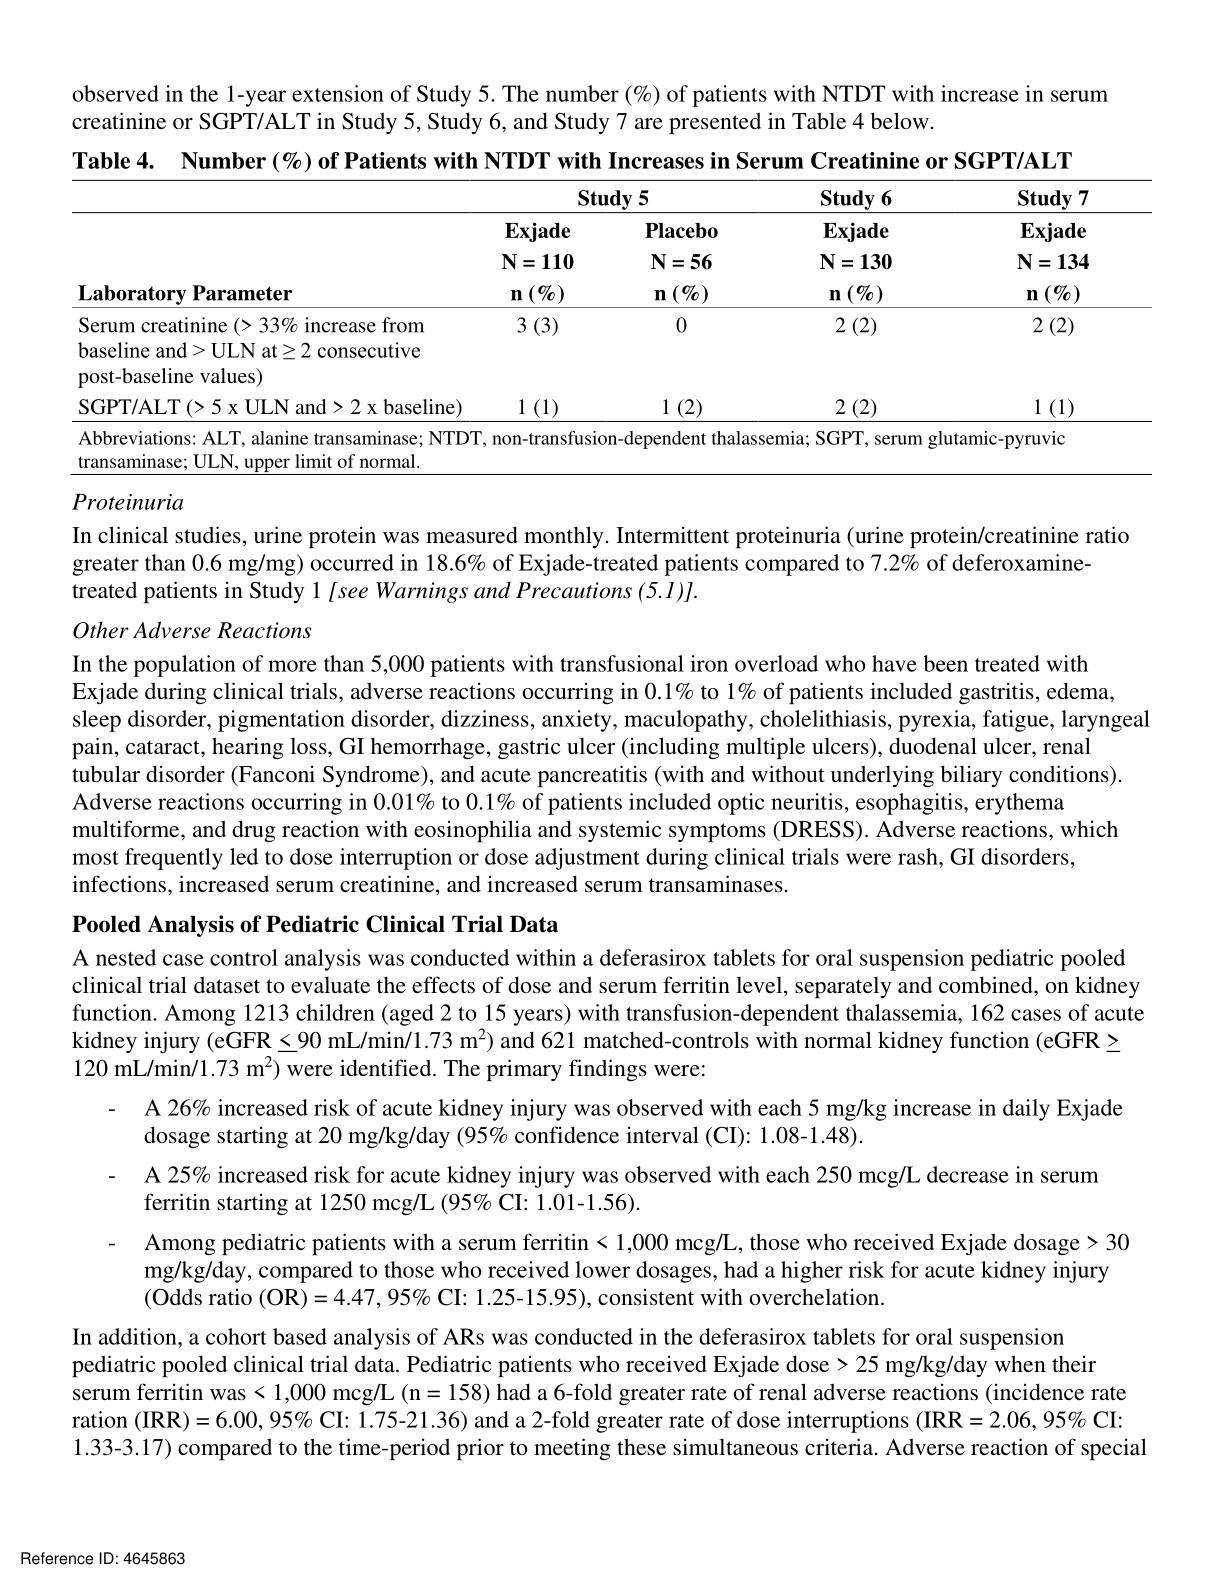 observed in the 1-year extension of Study 5. The number (%) of patients with NTDT with increase in serum
creatinine or SGPT/ALT in Study 5, Study 6, and Study 7 are presented in Table 4 below.
Table 4. Number (%) of Patients with NTDT with Increases in Serum Creatinine or SGPT/ALT
Study 5 Study 6 Study 7
Exjade Placebo Exjade Exjade
N = 110 N = 56 N = 130 N = 134
Laboratory Parameter n (%) n (%) n (%) n (%)
Serum creatinine (> 33% increase from 3 (3) 0 2 (2) 2 (2)
baseline and > ULN at ≥ 2 consecutive
post-baseline values)
SGPT/ALT (> 5 x ULN and > 2 x baseline) 1 (1) 1 (2) 2 (2) 1 (1)
Abbreviations: ALT, alanine transaminase; NTDT, non-transfusion-dependent thalassemia; SGPT, serum glutamic-pyruvic
transaminase; ULN, upper limit of normal.
Proteinuria
In clinical studies, urine protein was measured monthly. Intermittent proteinuria (urine protein/creatinine ratio
greater than 0.6 mg/mg) occurred in 18.6% of Exjade-treated patients compared to 7.2% of deferoxamine-
treated patients in Study 1 [see Warnings and Precautions (5.1)].
Other Adverse Reactions
In the population of more than 5,000 patients with transfusional iron overload who have been treated with
Exjade during clinical trials, adverse reactions occurring in 0.1% to 1% of patients included gastritis, edema,
sleep disorder, pigmentation disorder, dizziness, anxiety, maculopathy, cholelithiasis, pyrexia, fatigue, laryngeal
pain, cataract, hearing loss, GI hemorrhage, gastric ulcer (including multiple ulcers), duodenal ulcer, renal
tubular disorder (Fanconi Syndrome), and acute pancreatitis (with and without underlying biliary conditions).
Adverse reactions occurring in 0.01% to 0.1% of patients included optic neuritis, esophagitis, erythema
multiforme, and drug reaction with eosinophilia and systemic symptoms (DRESS). Adverse reactions, which
most frequently led to dose interruption or dose adjustment during clinical trials were rash, GI disorders,
infections, increased serum creatinine, and increased serum transaminases.
Pooled Analysis of Pediatric Clinical Trial Data
A nested case control analysis was conducted within a deferasirox tablets for oral suspension pediatric pooled
clinical trial dataset to evaluate the effects of dose and serum ferritin level, separately and combined, on kidney
function. Among 1213 children (aged 2 to 15 years) with transfusion-dependent thalassemia, 162 cases of acute
kidney injury (eGFR ≤ 90 mL/min/1.73 m²) and 621 matched-controls with normal kidney function (eGFR ≥
120 mL/min/1.73 m²) were identified. The primary findings were:
- A 26% increased risk of acute kidney injury was observed with each 5 mg/kg increase in daily Exjade
dosage starting at 20 mg/kg/day (95% confidence interval (CI): 1.08-1.48).
- A 25% increased risk for acute kidney injury was observed with each 250 mcg/L decrease in serum
ferritin starting at 1250 mcg/L (95% CI: 1.01-1.56).
- Among pediatric patients with a serum ferritin < 1,000 mcg/L, those who received Exjade dosage > 30
mg/kg/day, compared to those who received lower dosages, had a higher risk for acute kidney injury
(Odds ratio (OR) = 4.47, 95% CI: 1.25-15.95), consistent with overchelation.
In addition, a cohort based analysis of ARs was conducted in the deferasirox tablets for oral suspension
pediatric pooled clinical trial data. Pediatric patients who received Exjade dose > 25 mg/kg/day when their
serum ferritin was < 1,000 mcg/L (n = 158) had a 6-fold greater rate of renal adverse reactions (incidence rate
ration (IRR) = 6.00, 95% CI: 1.75-21.36) and a 2-fold greater rate of dose interruptions (IRR = 2.06, 95% CI:
1.33-3.17) compared to the time-period prior to meeting these simultaneous criteria. Adverse reaction of special
Reference ID: 4645863